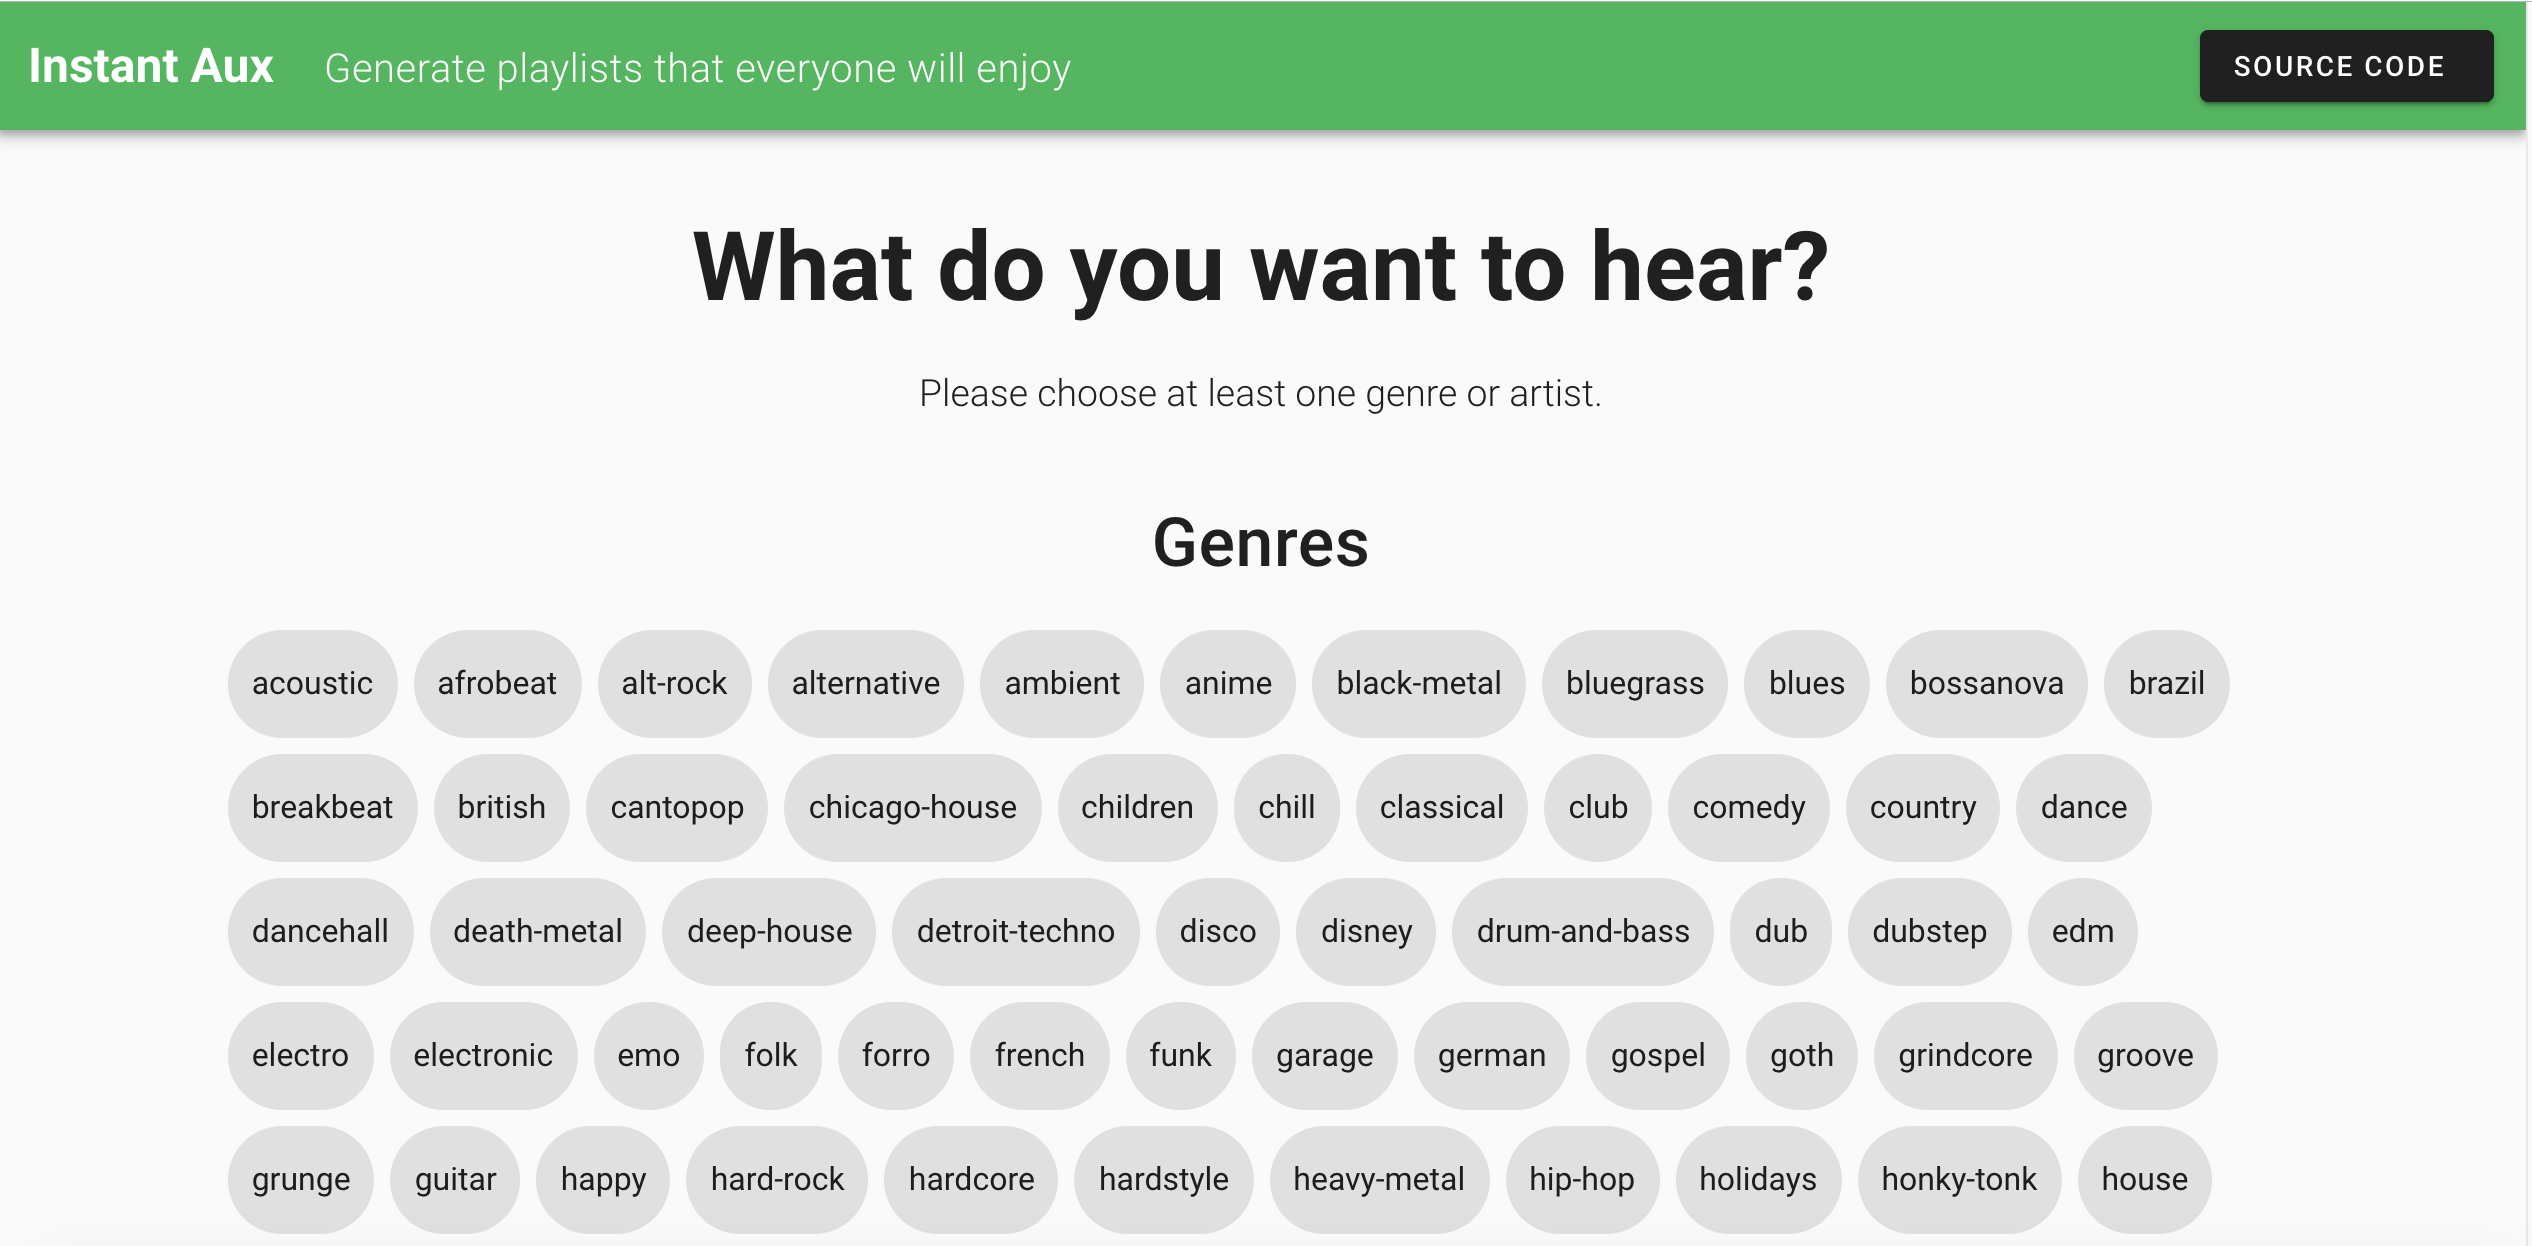 Instant Aux Generate playlists that everyone will enjoy SOURCE CODE
What do you want to hear?
Please choose at least one genre or artist.
Genres
acoustic afrobeat alt-rock alternative ambient anime black-metal bluegrass blues bossanova brazil
breakbeat british cantopop chicago-house children chill classical club comedy country dance
dancehall death-metal deep-house detroit-techno disco disney drum-and-bass dub dubstep edm
electro electronic emo folk forro french funk garage german gospel goth grindcore groove
grunge guitar happy hard-rock hardcore hardstyle heavy-metal hip-hop holidays honky-tonk house